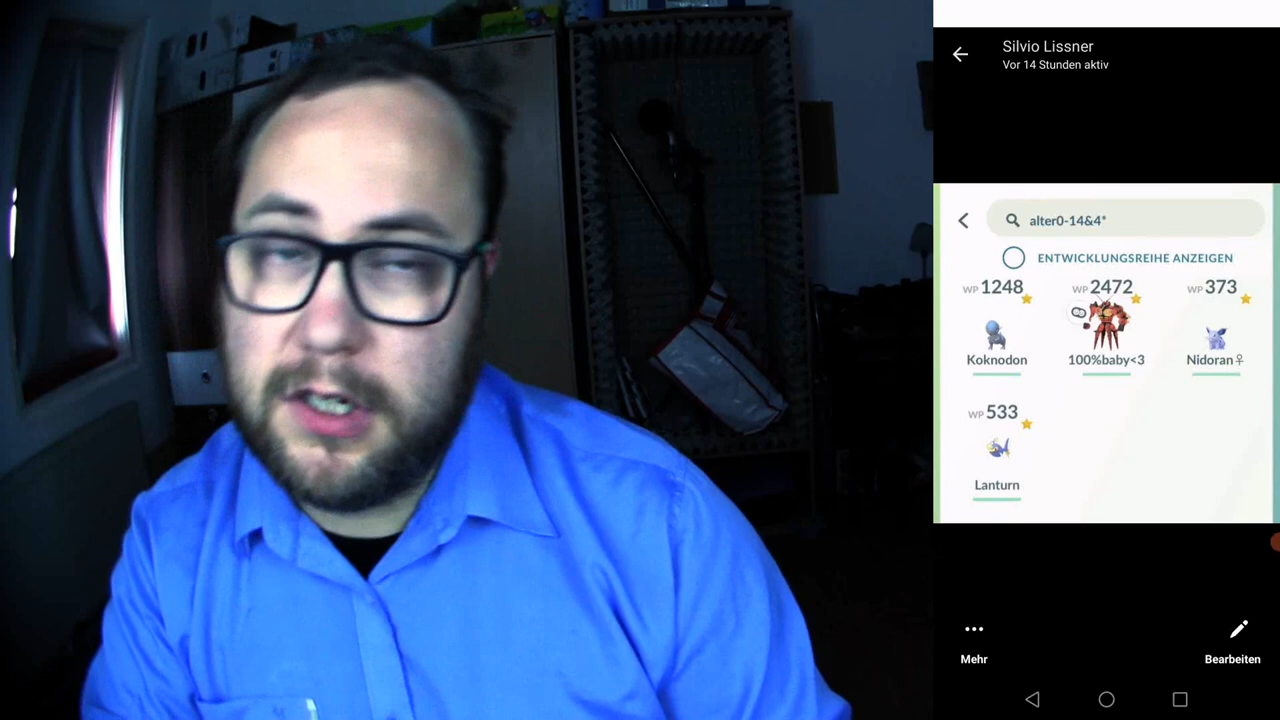 Silvio Lissner
Vor 14 Stunden aktiv
alter0-14&4*
ENTWICKLUNGSREIHE ANZEIGEN
WP 1248 WP 2472 WP 373
Koknodon 100%baby<3 Nidoran♀
WP 533
Lanturn
Mehr Bearbeiten